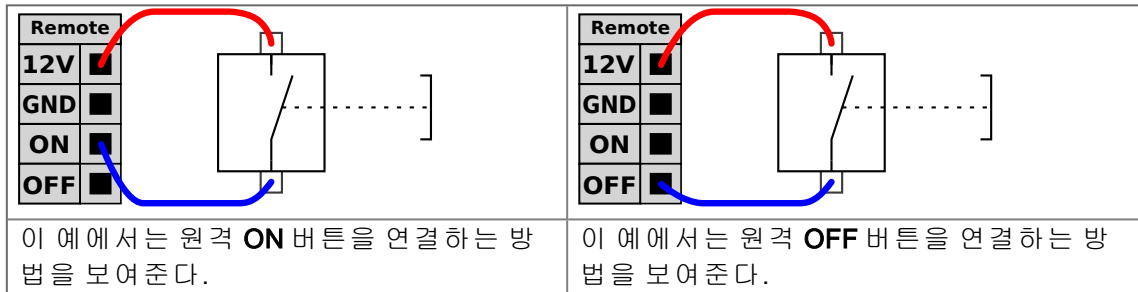 Remote
12V
GND
ON
OFF
이 예에서는 원격 ON 버튼을 연결하는 방
법을 보여준다.
Remote
12V
GND
ON
OFF
이 예에서는 원격 OFF 버튼을 연결하는 방
법을 보여준다.